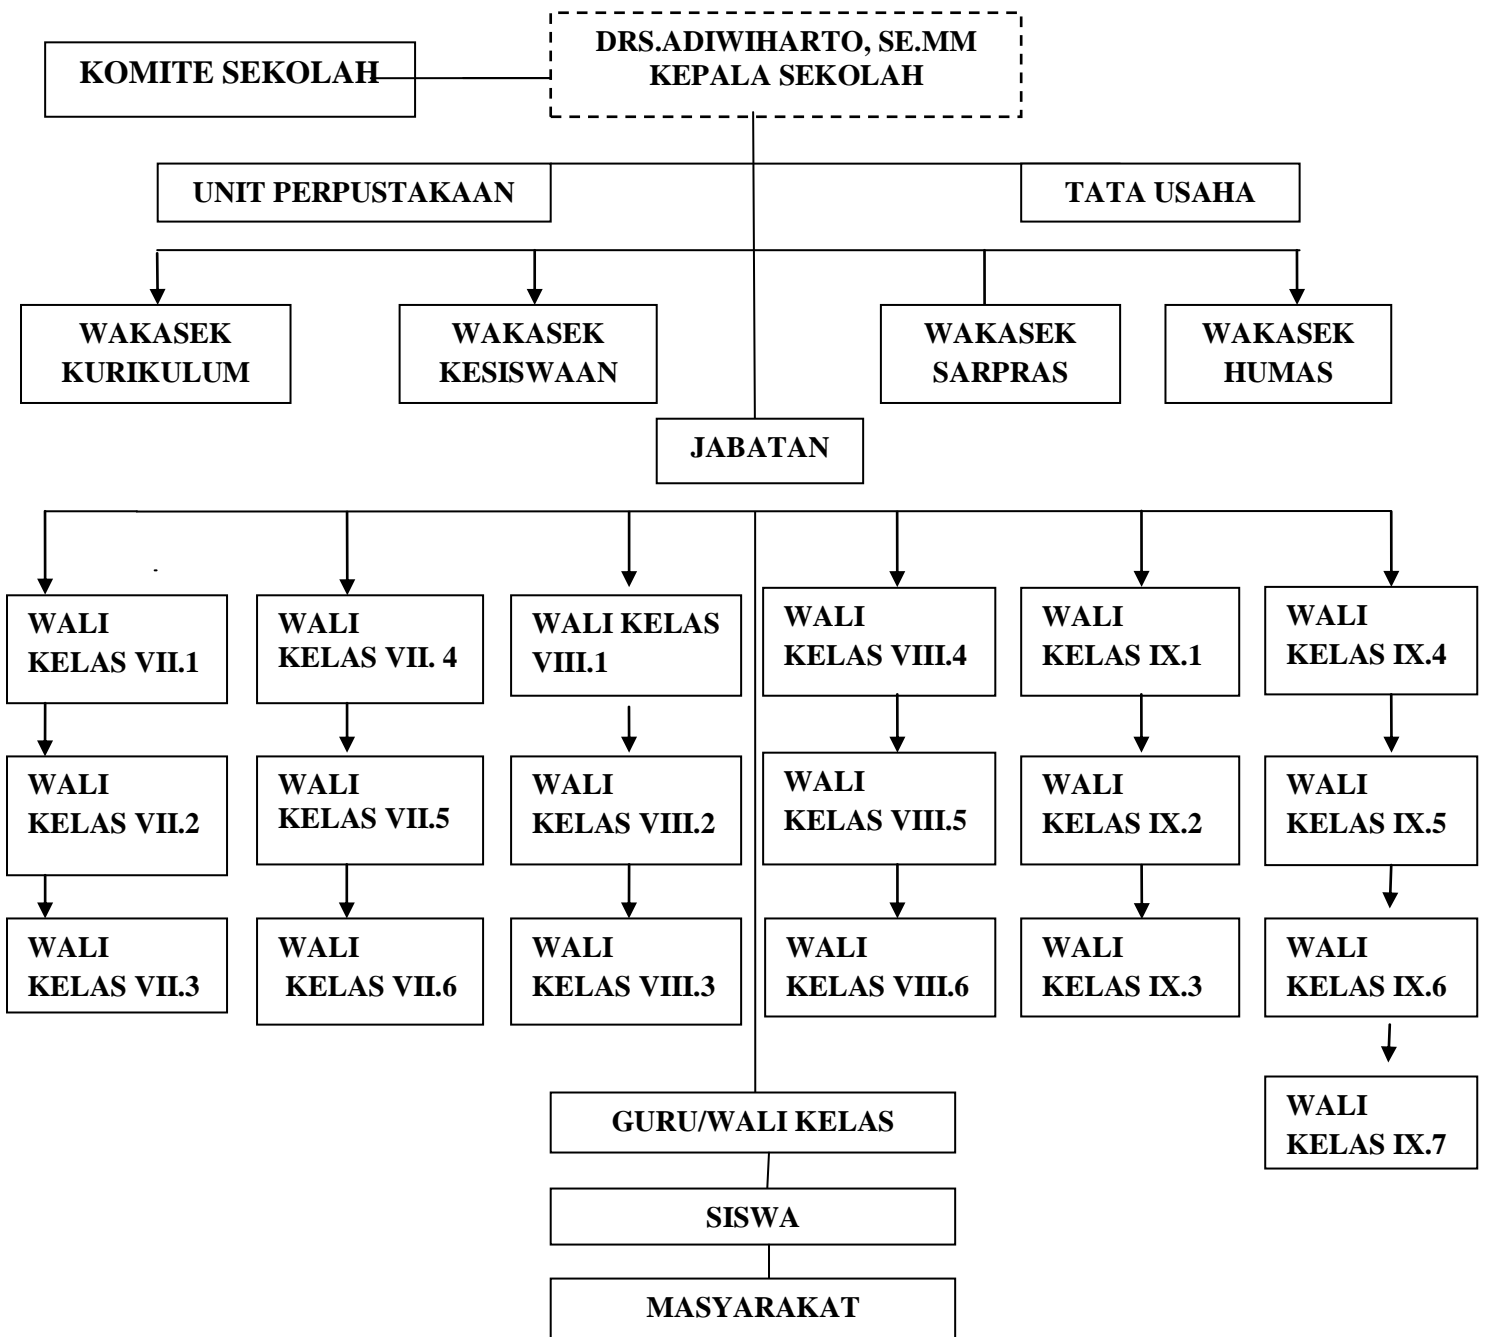 DRS.ADIWIHARTO, SE.MM
KEPALA SEKOLAH
KOMITE SEKOLAH
UNIT PERPUSTAKAAN
TATA USAHA
WAKASEK
KURIKULUM
WAKASEK
KESISWAAN
WAKASEK
SARPRAS
WAKASEK
HUMAS
JABATAN
WALI
KELAS VII.1
WALI
KELAS VII. 4
WALI KELAS
VIII.1
WALI
KELAS VIII.4
WALI
KELAS IX.1
WALI
KELAS IX.4
WALI
KELAS VII.2
WALI
KELAS VII.5
WALI
KELAS VIII.2
WALI
KELAS VIII.5
WALI
KELAS IX.2
WALI
KELAS IX.5
WALI
KELAS VII.3
WALI
KELAS VII.6
WALI
KELAS VIII.3
WALI
KELAS VIII.6
WALI
KELAS IX.3
WALI
KELAS IX.6
WALI
KELAS IX.7
GURU/WALI KELAS
SISWA
MASYARAKAT